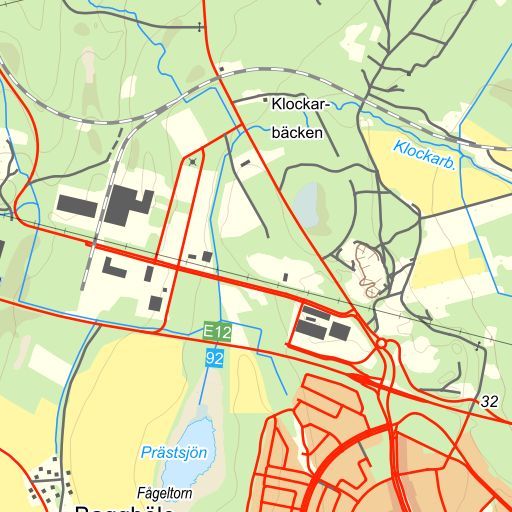 Klockar-
bäcken
Klockarb.
E12
92
32
Prästsjön
Fågeltorn